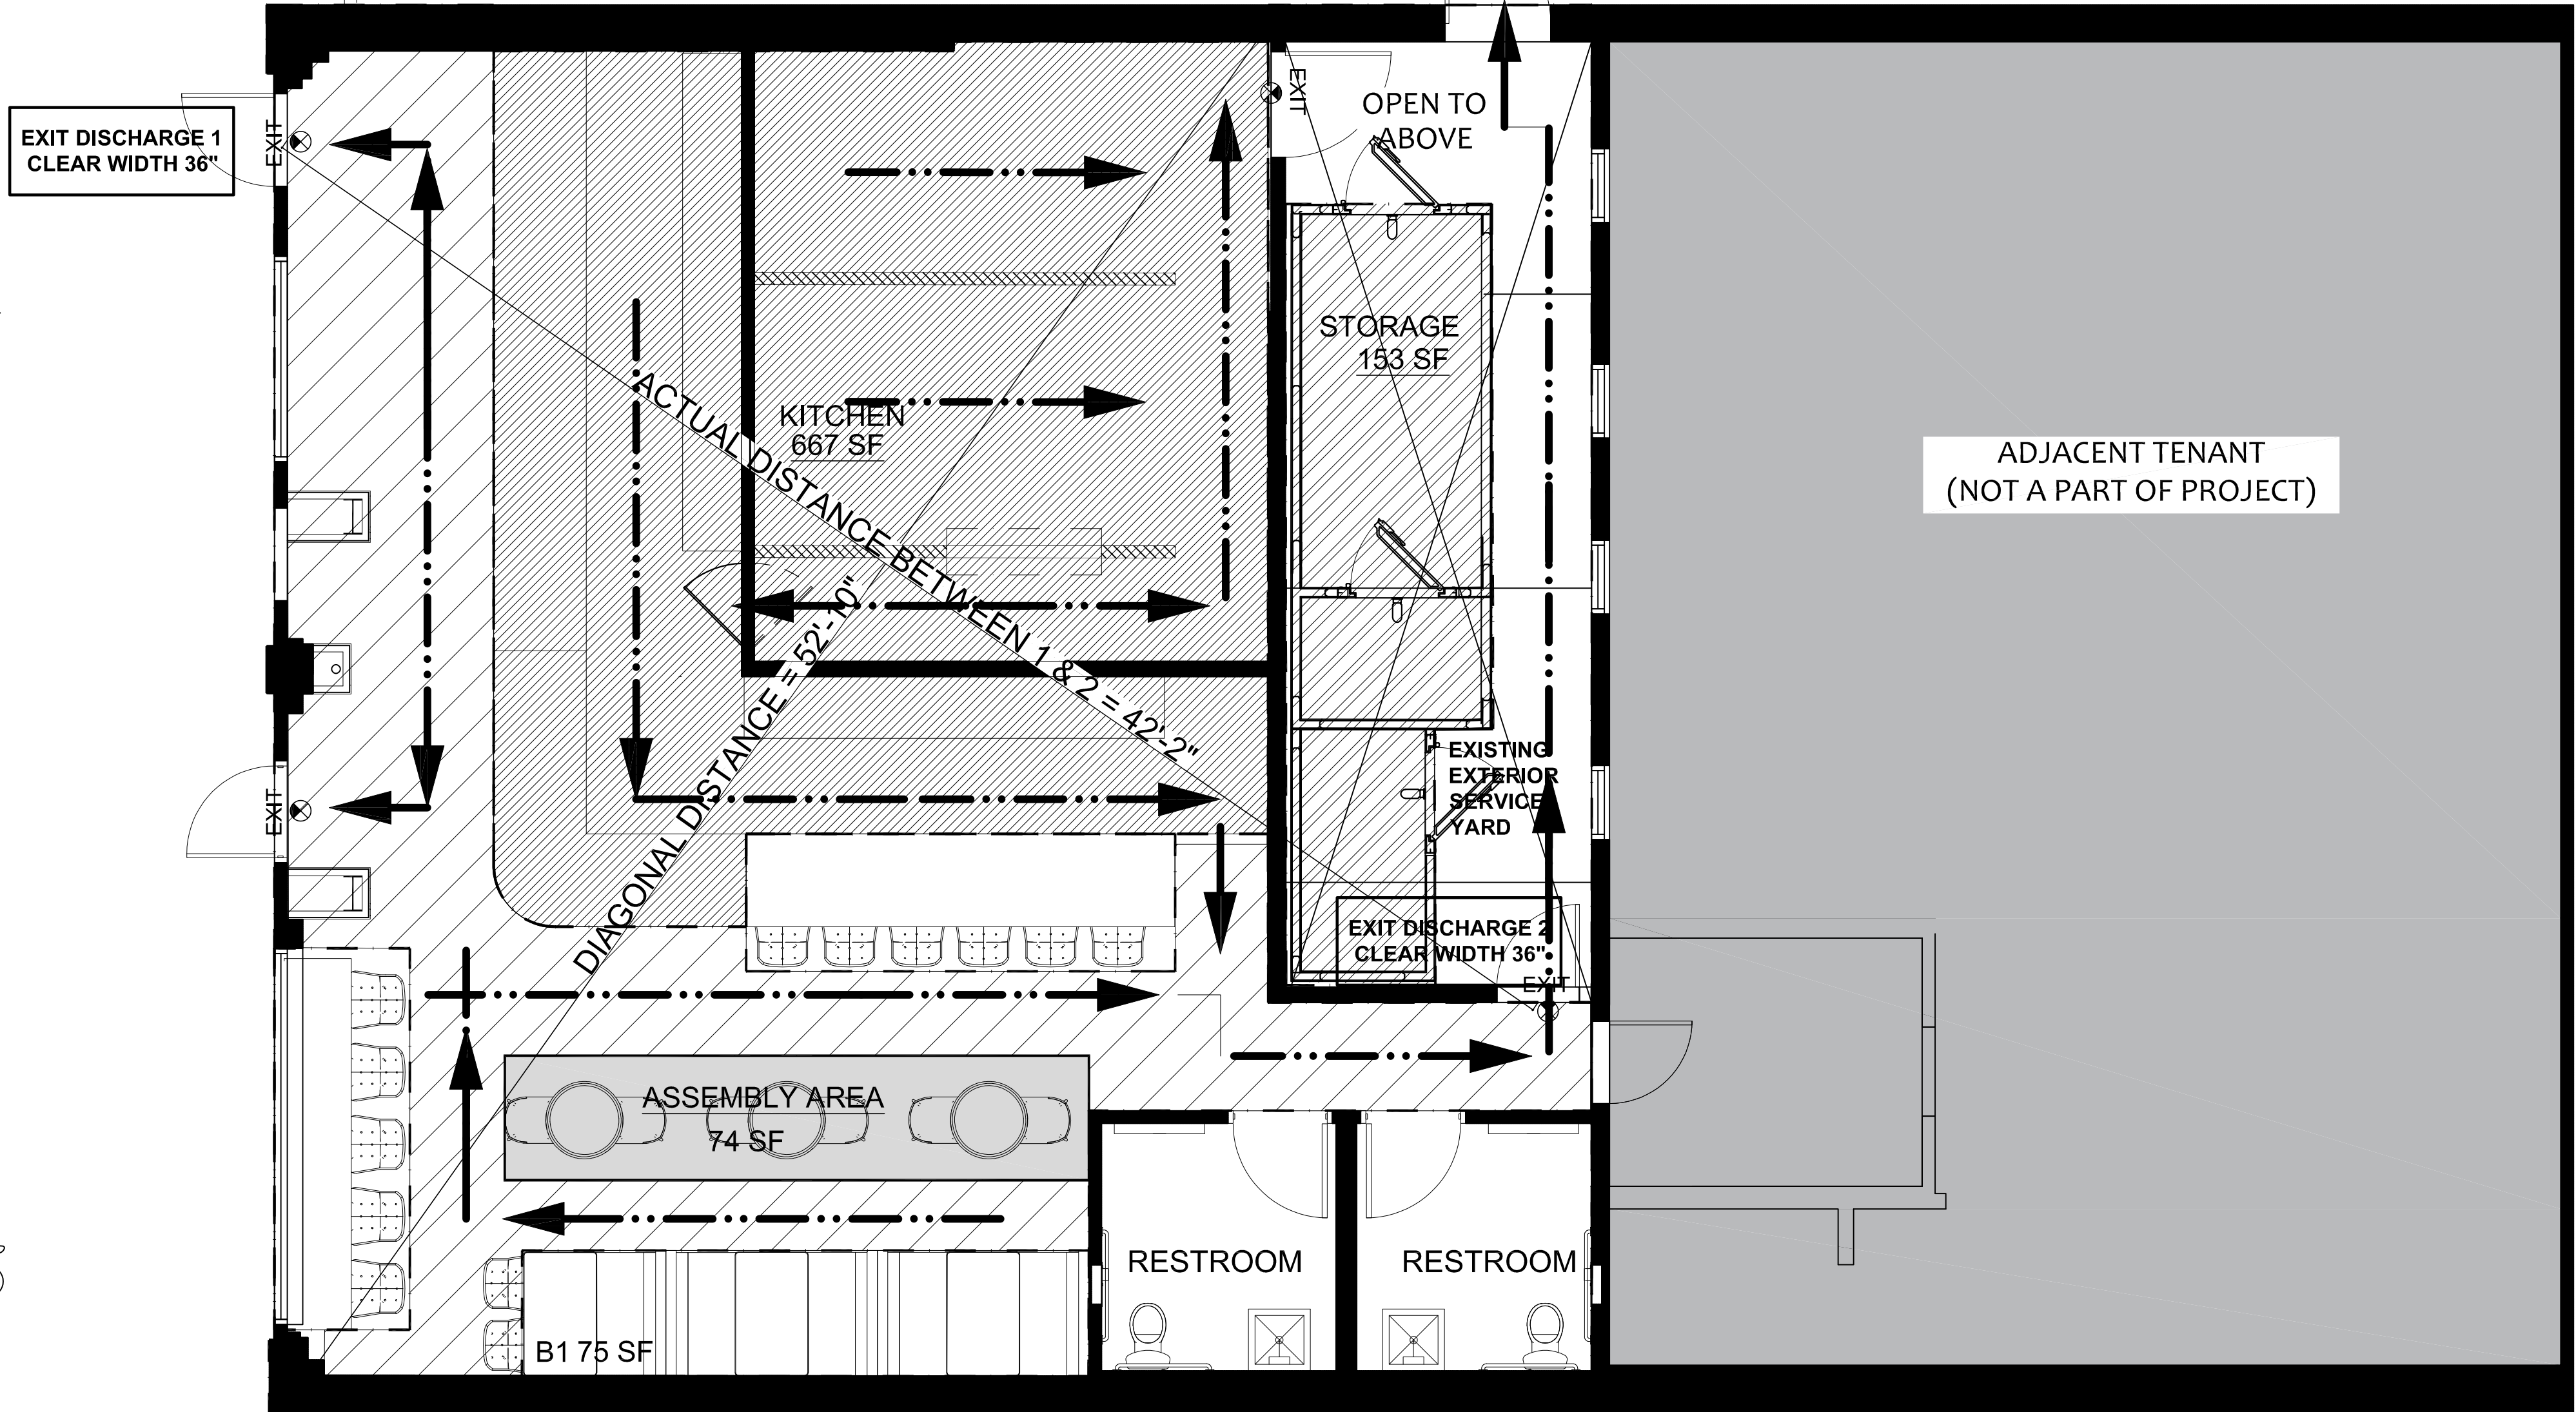 EXIT DISCHARGE 1
CLEAR WIDTH 36"
EXIT
EXIT
OPEN TO
ABOVE
STORAGE
153 SF
KITCHEN
667 SF
ACTUAL DISTANCE BETWEEN 1 & 2 = 42'-2"
DIAGONAL DISTANCE = 52'-10"
ADJACENT TENANT
(NOT A PART OF PROJECT)
EXIT
EXISTING
EXTERIOR
SERVICE
YARD
EXIT DISCHARGE 2
CLEAR WIDTH 36"
EXIT
ASSEMBLY AREA
74 SF
RESTROOM
RESTROOM
B1 75 SF